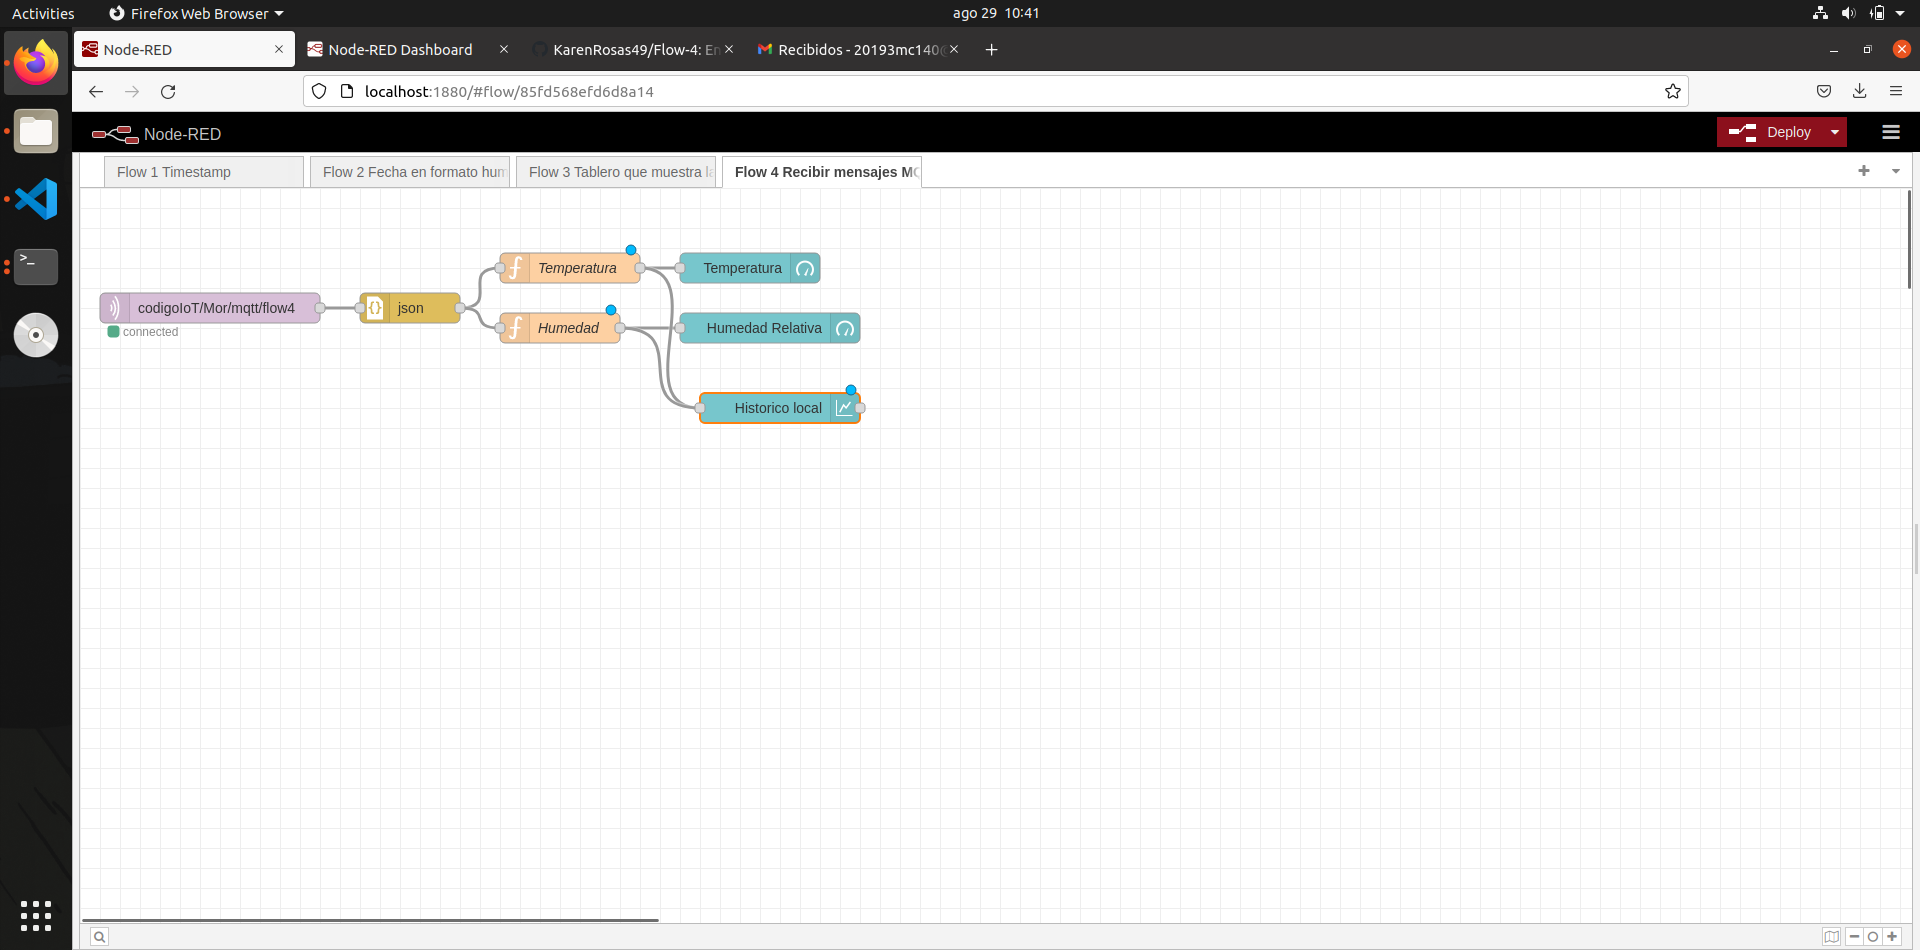 Activities
Firefox Web Browser
ago 29 10:41
Node-RED
Node-RED Dashboard
KarenRosas49/Flow-4: En
Recibidos - 20193mc140
localhost:1880/#flow/85fd568efd6d8a14
Node-RED
Deploy
Flow 1 Timestamp
Flow 2 Fecha en formato hum
Flow 3 Tablero que muestra la
Flow 4 Recibir mensajes MQ
Temperatura
Temperatura
codigoIoT/Mor/mqtt/flow4
json
connected
Humedad
Humedad Relativa
Historico local